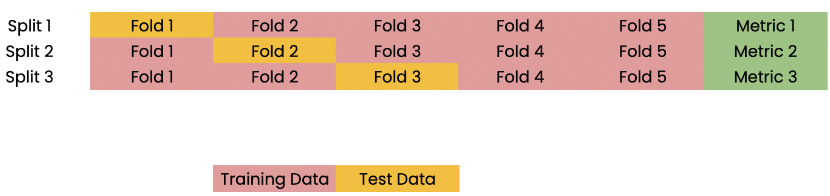 Split 1 Fold 1 Fold 2 Fold 3 Fold 4 Fold 5 Metric 1
Split 2 Fold 1 Fold 2 Fold 3 Fold 4 Fold 5 Metric 2
Split 3 Fold 1 Fold 2 Fold 3 Fold 4 Fold 5 Metric 3
Training Data Test Data